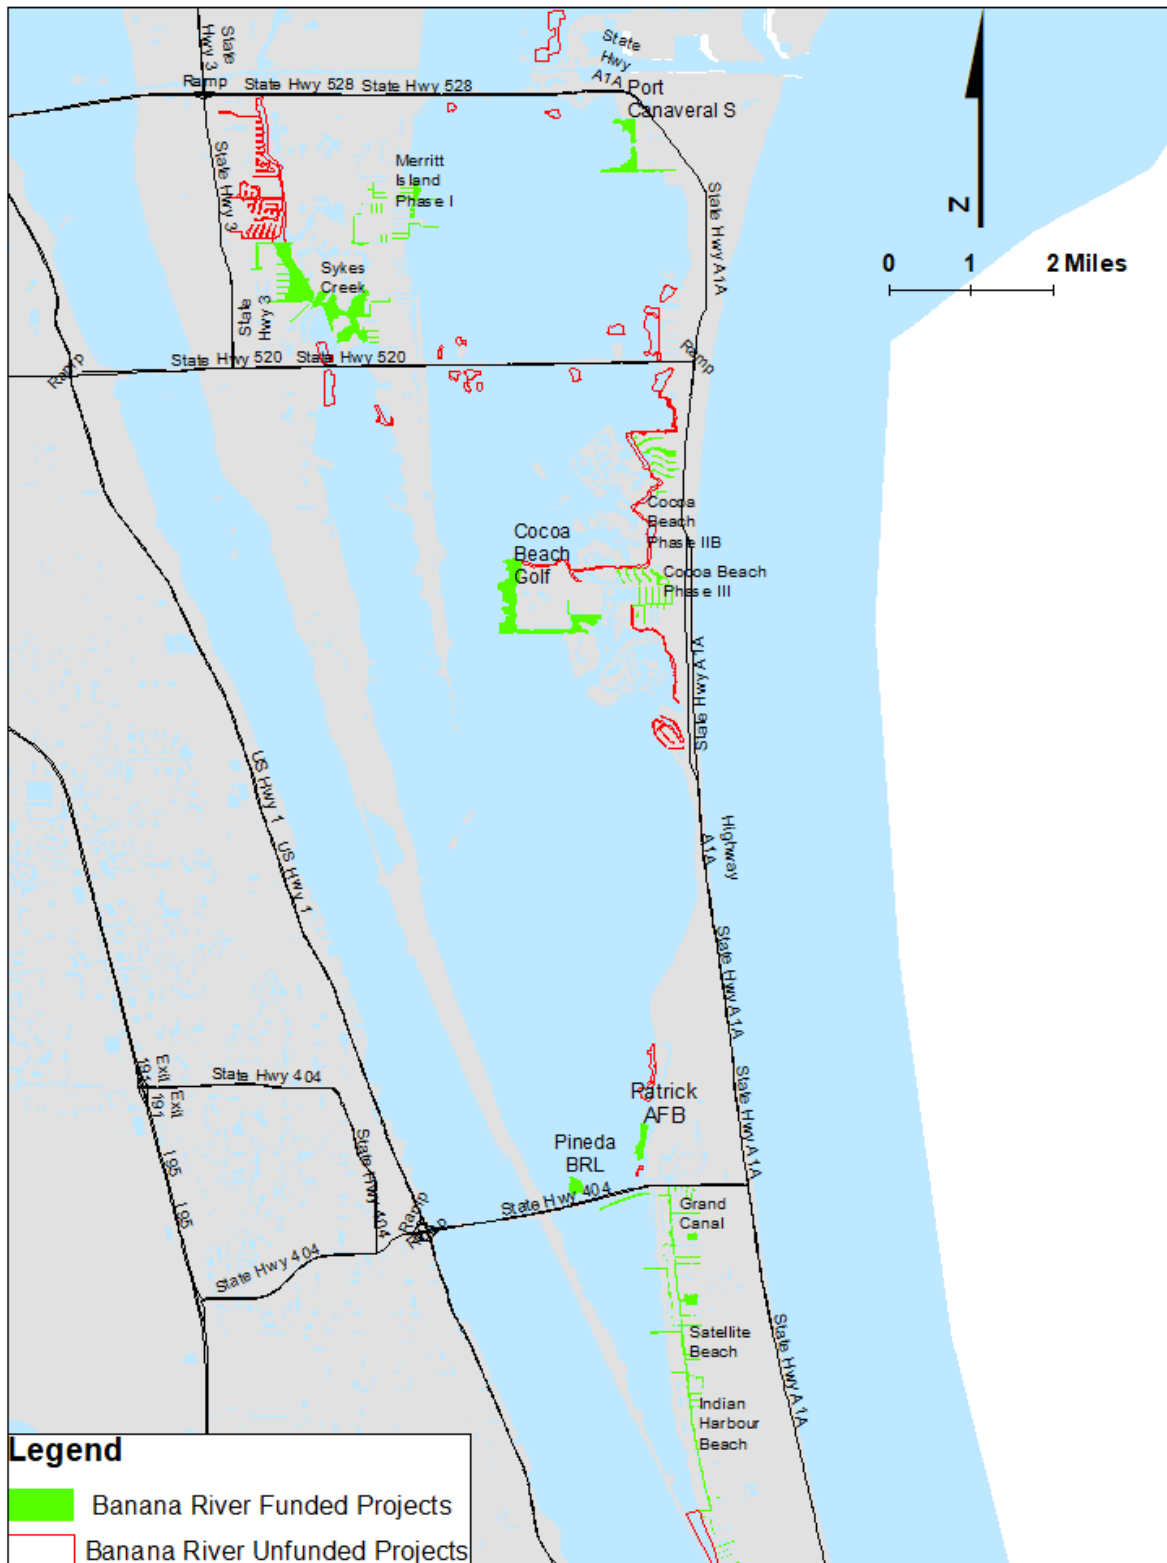 State
Hwy 3
State
Hwy
A1A
Ramp
State Hwy 528
State Hwy 528
Port
Canaveral S
State Hwy 3
Merritt
Island
Phase I
State Hwy A1A
N
0 1 2 Miles
Sykes
Creek
State
Hwy 3
Ramp
State Hwy 520
State Hwy 520
Ramp
Cocoa
Beach
Phase IIB
Cocoa
Beach
Golf
Cocoa Beach
Phase III
State Hwy A1A
US Hwy 1
US Hwy 1
Highway
A1A
State Hwy A1A
Exit
191
Exit
191
State Hwy 404
Patrick
AFB
State Hwy A1A
Pineda
BRL
I 95
I 95
State Hwy 404
Ramp
Ramp
State Hwy 404
Grand
Canal
State Hwy 404
Satellite
Beach
State Hwy A1A
Indian
Harbour
Beach
Legend
Banana River Funded Projects
Banana River Unfunded Projects